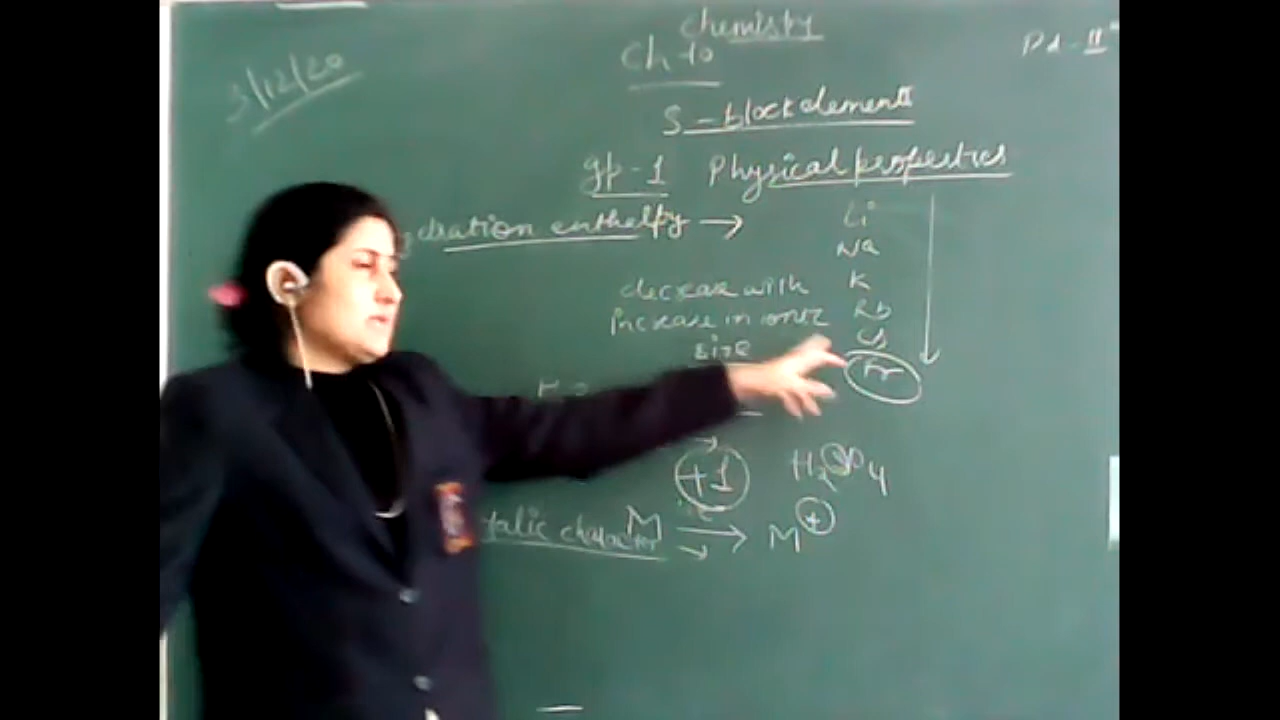 Chemistry
Ch-10
Pd-II
3/12/20
S-block elements
gp-1 Physical properties
dration enthalpy →
Li
Na
decrease with K
increase in ionic Rb
size Cs
Fr
+1
talic character M → M+